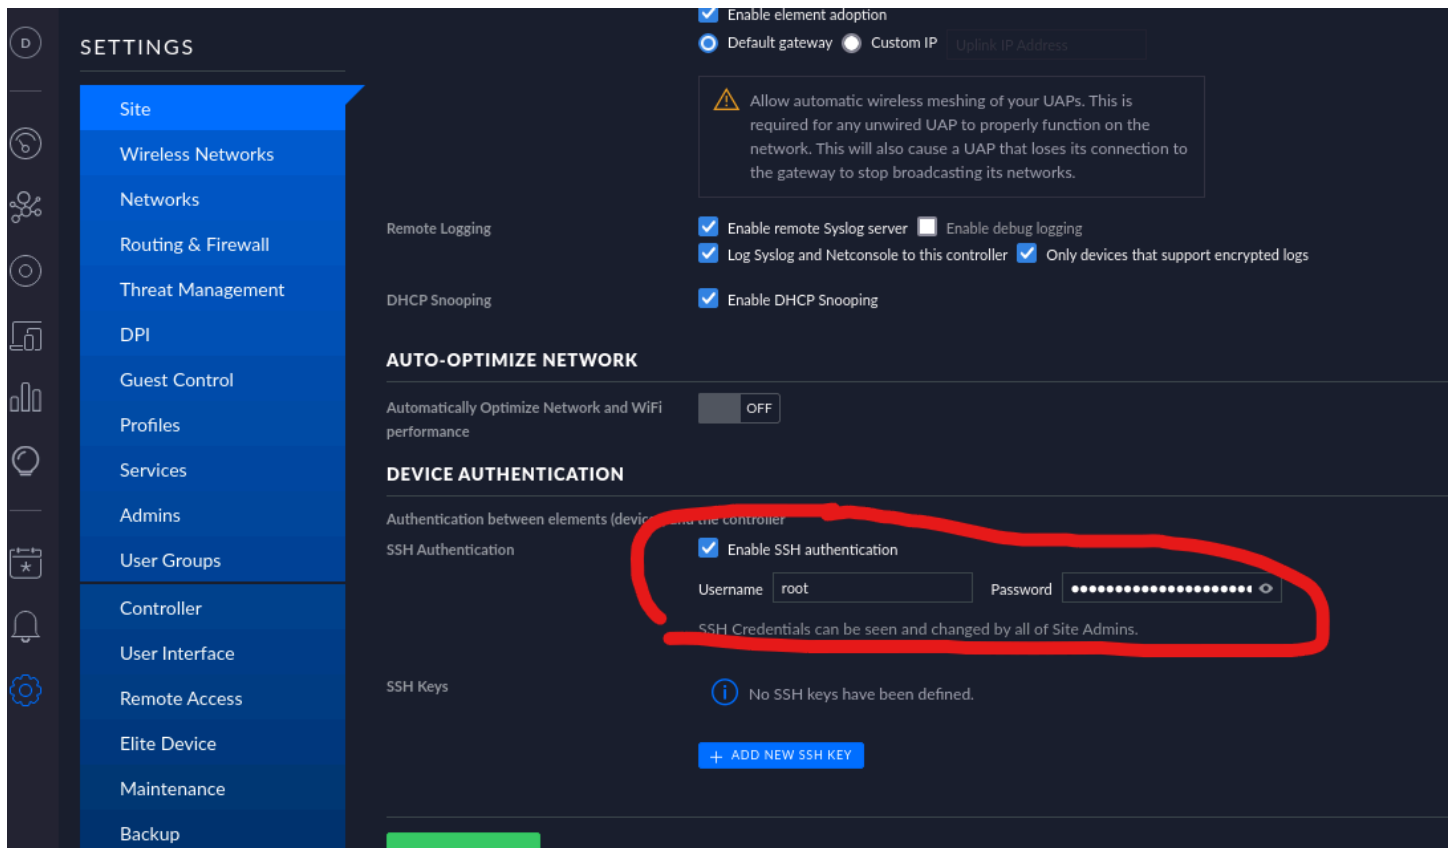 D
SETTINGS
Site
Wireless Networks
Networks
Routing & Firewall
Threat Management
DPI
Guest Control
Profiles
Services
Admins
User Groups
Controller
User Interface
Remote Access
Elite Device
Maintenance
Backup
Enable element adoption
Default gateway Custom IP Uplink IP Address
Allow automatic wireless meshing of your UAPs. This is
required for any unwired UAP to properly function on the
network. This will also cause a UAP that loses its connection to
the gateway to stop broadcasting its networks.
Remote Logging Enable remote Syslog server Enable debug logging
Log Syslog and Netconsole to this controller Only devices that support encrypted logs
DHCP Snooping Enable DHCP Snooping
AUTO-OPTIMIZE NETWORK
Automatically Optimize Network and WiFi OFF
performance
DEVICE AUTHENTICATION
Authentication between elements the controller
SSH Authentication Enable SSH authentication
Username root Password
SSH Credentials can be seen and changed by all of Site Admins.
SSH Keys No SSH keys have been defined.
+ ADD NEW SSH KEY